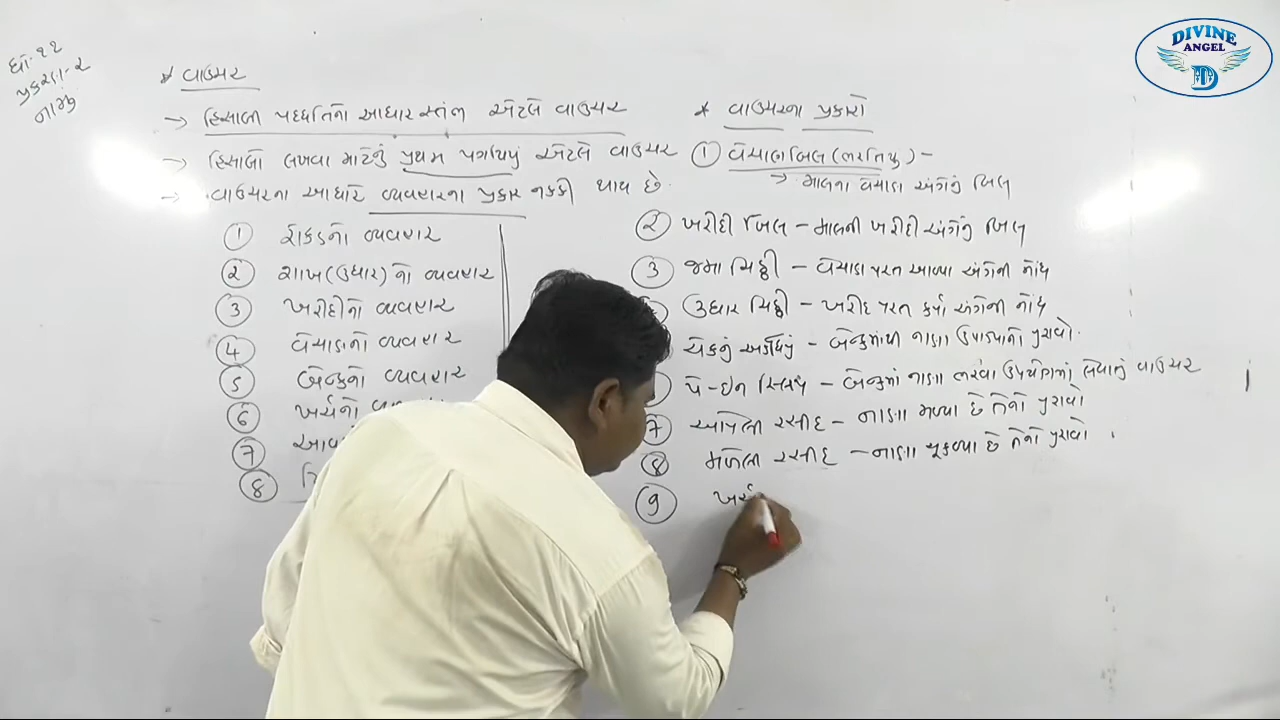 ધો-૧૨
પ્રકરણ-૨
નામું
* વાઉચર
→ હિસાબી પધ્ધતિનો આધાર સ્તંભ એટલે વાઉચર
→ હિસાબો લખવા માટેનું પ્રથમ પગથિયું એટલે વાઉચર
→ વાઉચરના આધારે વ્યવહારના પ્રકાર નક્કી થાય છે.
① રોકડનો વ્યવહાર
② શાખ(ઉધાર)નો વ્યવહાર
③ ખરીદીનો વ્યવહાર
④ વેચાણનો વ્યવહાર
⑤ બેન્કનો વ્યવહાર
⑥ ખર્ચનો
⑦ આવ
⑧
* વાઉચરના પ્રકારો
① વેચાણબિલ(ભરતિયુ)-
→ માલના વેચાણ અંગેનું બિલ
② ખરીદી બિલ - માલની ખરીદી અંગેનું બિલ
③ જમા ચિઠ્ઠી - વેચાણ પરત આવ્યા અંગેની નોંધ
ઉધાર ચિઠ્ઠી - ખરીદ પરત કર્યા અંગેની નોંધ
ચેકનું અડધિયું - બેન્કમાંથી નાણા ઉપાડ્યાનો પુરાવો.
પે-ઇન સ્લિપ - બેન્કમાં નાણા ભરવા ઉપયોગમાં લેવાતું વાઉચર
⑦ આપેલી રસીદ - નાણા મળ્યા છે તેનો પુરાવો
⑧ મળેલી રસીદ - નાણા ચૂકવ્યા છે તેનો પુરાવો.
⑨ ખર્ચ
DIVINE
ANGEL
D